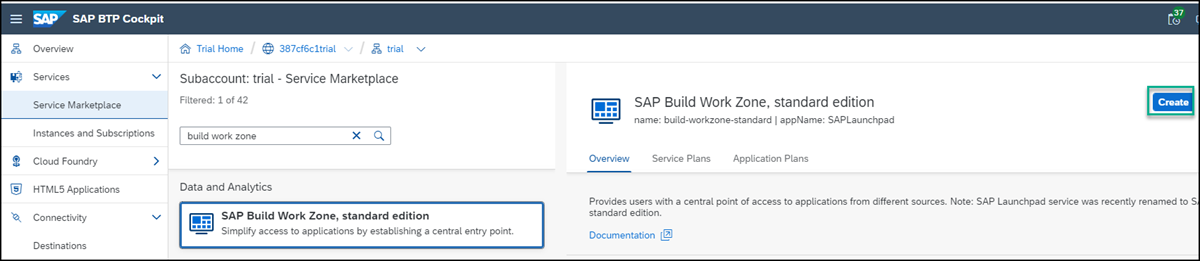 SAP SAP BTP Cockpit
37
Overview
Services
Service Marketplace
Instances and Subscriptions
Cloud Foundry
HTML5 Applications
Connectivity
Destinations
Trial Home / 387cf6c1trial / trial
Subaccount: trial - Service Marketplace
Filtered: 1 of 42
build work zone
Data and Analytics
SAP Build Work Zone, standard edition
Simplify access to applications by establishing a central entry point.
SAP Build Work Zone, standard edition
name: build-workzone-standard | appName: SAPLaunchpad
Create
Overview Service Plans Application Plans
Provides users with a central point of access to applications from different sources. Note: SAP Launchpad service was recently renamed to
standard edition.
Documentation